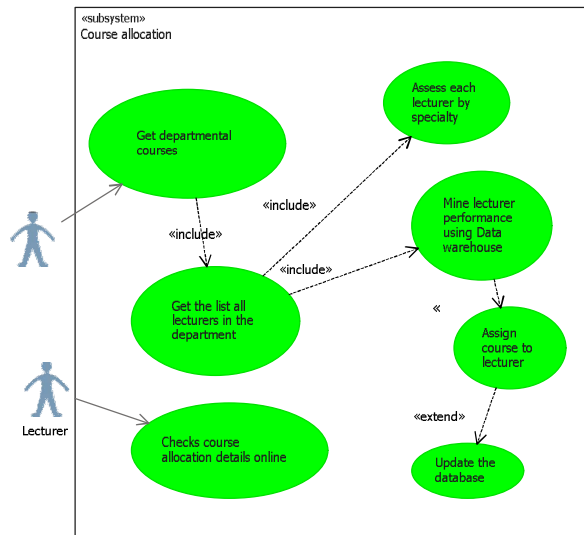 «subsystem»
Course allocation
Assess each
lecturer by
specialty
Get departmental
courses
«include»
«include»
Mine lecturer
performance
using Data
warehouse
«include»
Get the list all
lecturers in the
department
«
Assign
course to
lecturer
Lecturer
«extend»
Checks course
allocation details online
Update the
database